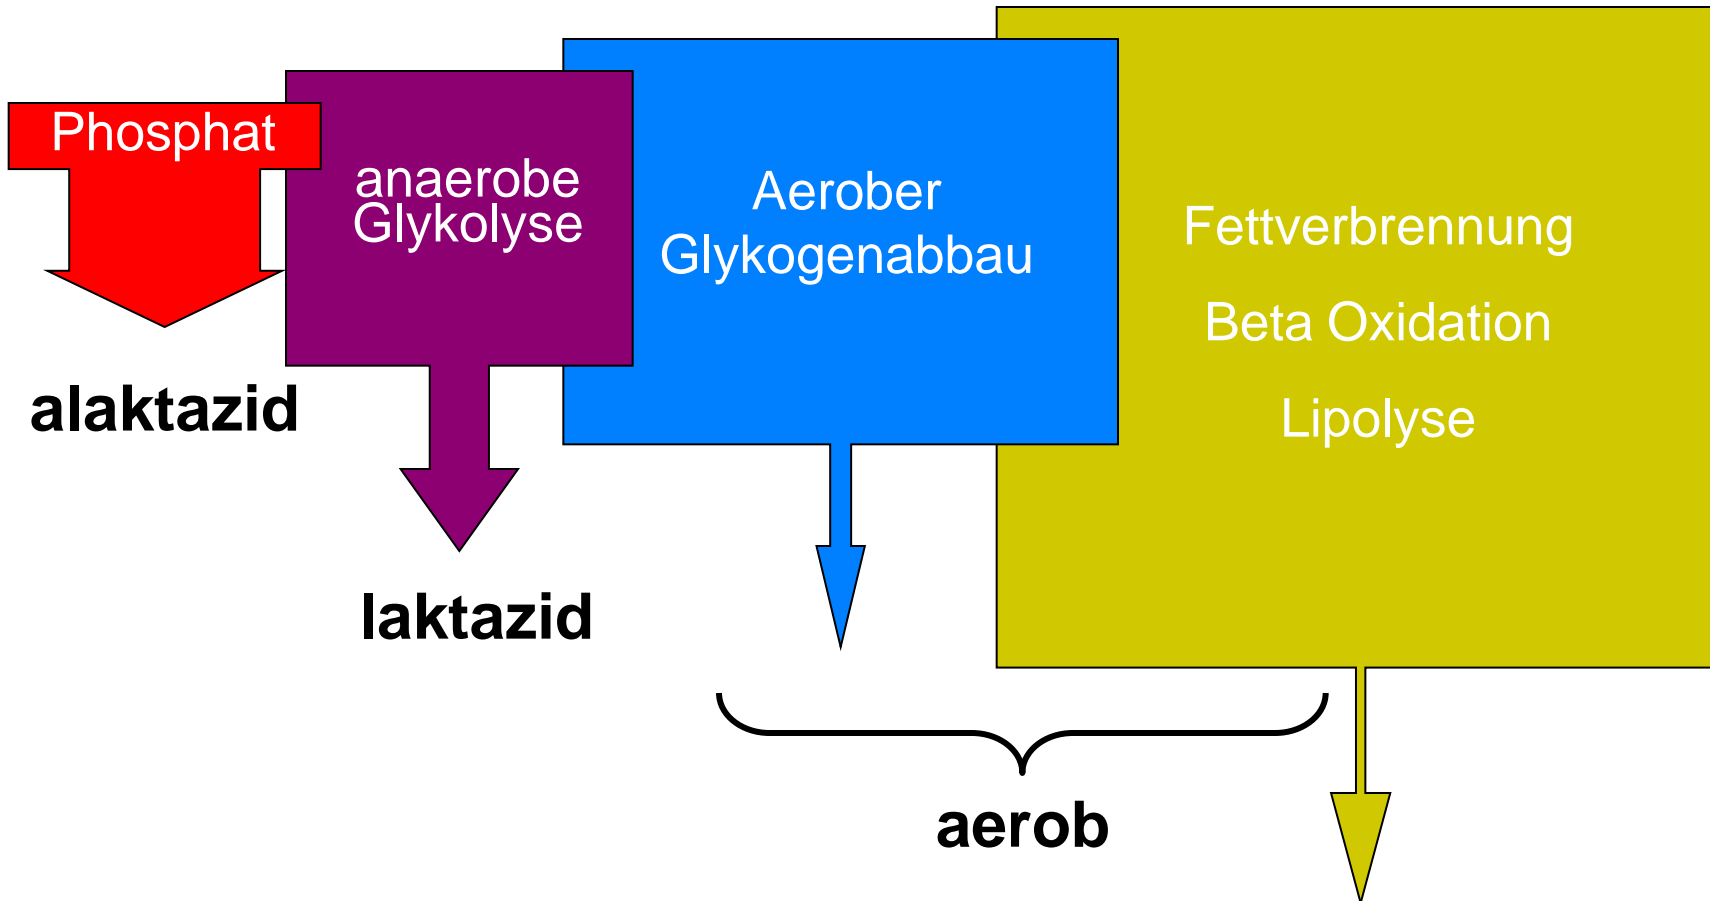 Phosphat
anaerobe
Glykolyse
Aerober
Glykogenabbau
Fettverbrennung
Beta Oxidation
Lipolyse
alaktazid
laktazid
aerob